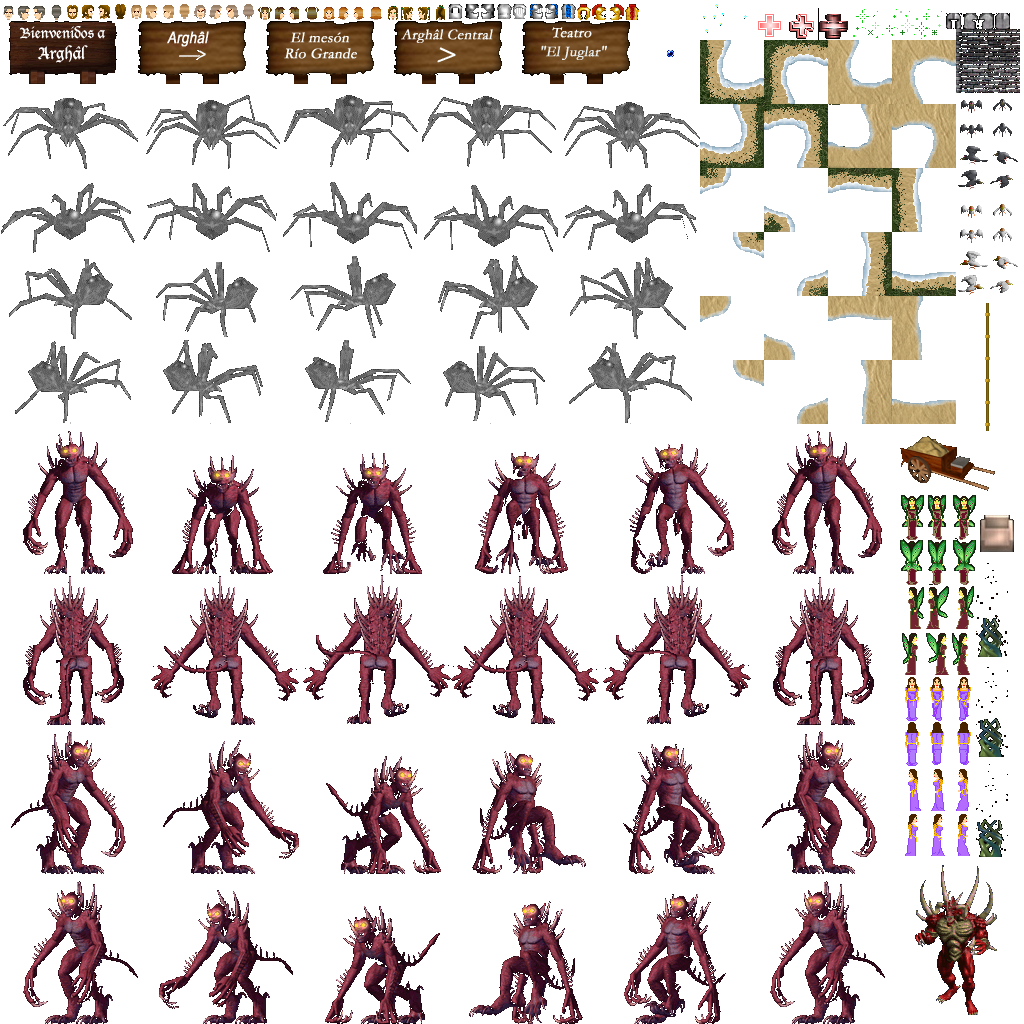 Bienvenidos a
Arghâl
Arghâl
El mesón
Río Grande
Arghâl Central
>
Teatro
"El Juglar"